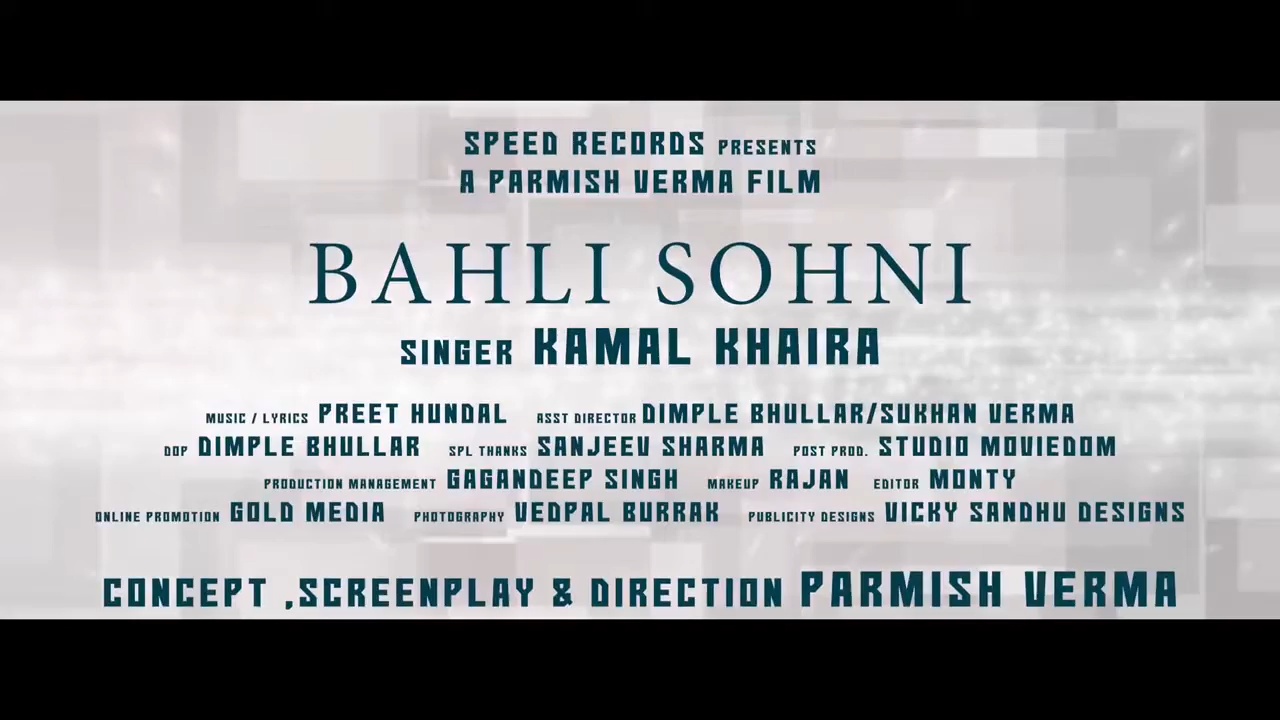 SPEED RECORDS PRESENTS
A PARMISH VERMA FILM
BAHLI SOHNI
SINGER KAMAL KHAIRA
MUSIC / LYRICS PREET HUNDAL ASST DIRECTOR DIMPLE BHULLAR/SUKHAN VERMA
DOP DIMPLE BHULLAR SPL THANKS SANJEEV SHARMA POST PROD. STUDIO MOVIEDOM
PRODUCTION MANAGEMENT GAGANDEEP SINGH MAKEUP RAJAN EDITOR MONTY
ONLINE PROMOTION GOLD MEDIA PHOTOGRAPHY VEDPAL BURRAK PUBLICITY DESIGNS VICKY SANDHU DESIGNS
CONCEPT ,SCREENPLAY & DIRECTION PARMISH VERMA